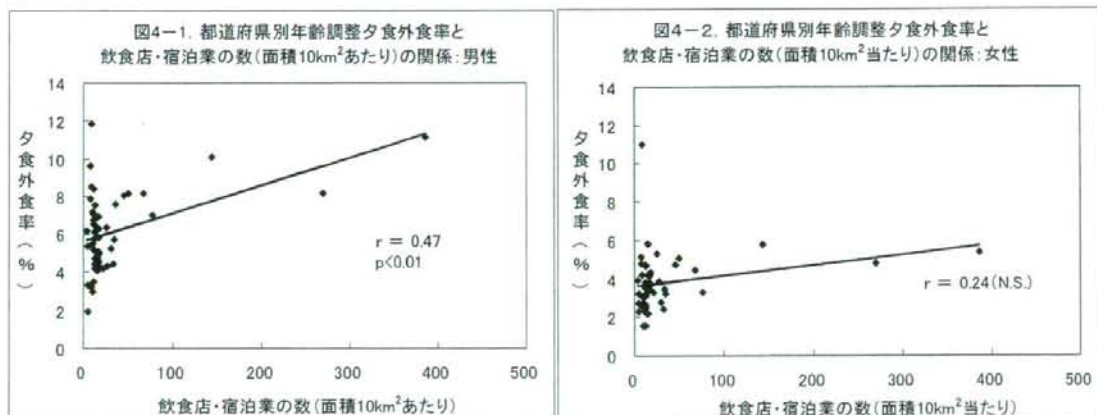 図4－1. 都道府県別年齢調整夕食外食率と
飲食店・宿泊業の数(面積10km²あたり)の関係:男性
夕食外食率(%)
14
12
10
8
6
4
2
0
r = 0.47
p<0.01
0 100 200 300 400 500
飲食店・宿泊業の数(面積10km²あたり)
図4－2. 都道府県別年齢調整夕食外食率と
飲食店・宿泊業の数(面積10km²当たり)の関係:女性
夕食外食率(%)
14
12
10
8
6
4
2
0
r = 0.24(N.S.)
0 100 200 300 400 500
飲食店・宿泊業の数(面積10km²当たり)